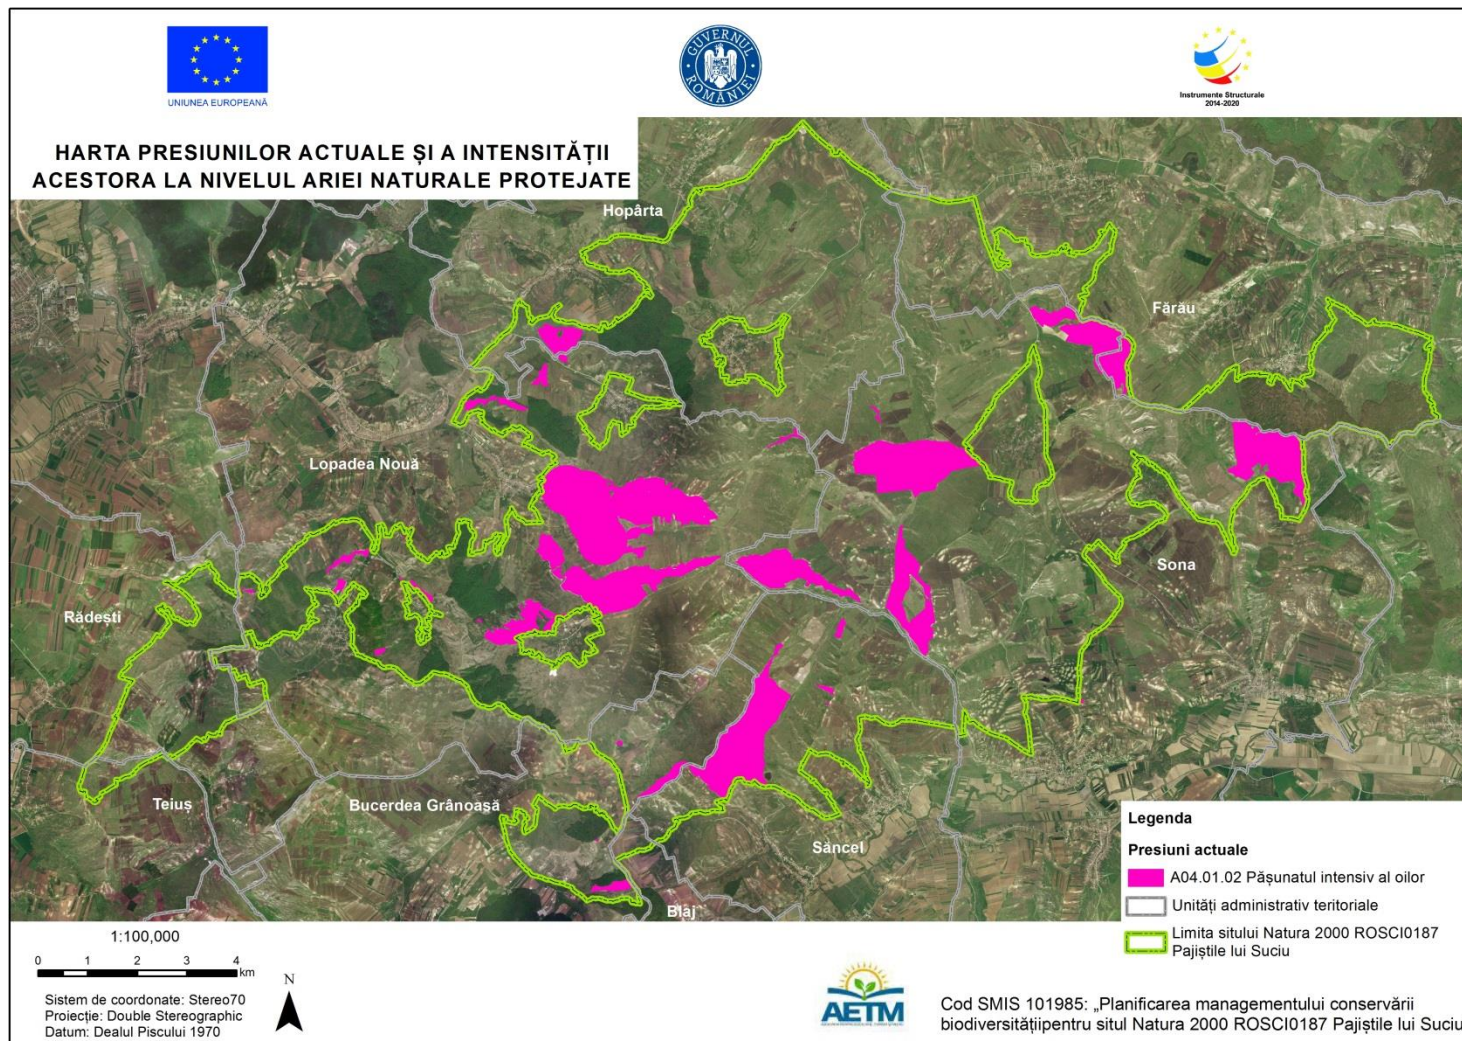 UNIUNEA EUROPEANĂ
GUVERNUL ROMÂNIEI
Instrumente Structurale
2014-2020
HARTA PRESIUNILOR ACTUALE ȘI A INTENSITĂȚII
ACESTORA LA NIVELUL ARIEI NATURALE PROTEJATE
Hopârta
Fărău
Lopadea Nouă
Sona
Rădești
Teiuș
Bucerdea Grânoașă
Sâncel
Blaj
Legenda
Presiuni actuale
A04.01.02 Pășunatul intensiv al oilor
Unități administrativ teritoriale
Limita sitului Natura 2000 ROSCI0187
Pajiștile lui Suciu
1:100,000
0 1 2 3 4
km
N
Sistem de coordonate: Stereo70
Proiecție: Double Stereographic
Datum: Dealul Piscului 1970
AETM
Cod SMIS 101985: „Planificarea managementului conservării
biodiversitățiipentru situl Natura 2000 ROSCI0187 Pajiștile lui Suciu